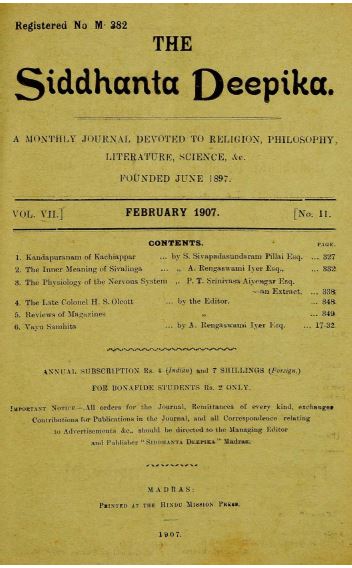 Registered No M· 382
THE
Siddhanta Deepika.
A MONTHLY JOURNAL DEVOTED TO RELIGION, PHILOSOPHY,
LITERATURE, SCIENCE, &c.
FOUNDED JUNE 1897.
VOL. VII.] FEBRUARY 1907. [No. 11.
CONTENTS.
PAGE.
1. Kandapuranam of Kachiappar ... by S. Sivapadasundaram Pillai Esq. ... 327
2. The Inner Meaning of Sivalinga ... „ A. Rengaswami Iyer Esq., ... 332
3. The Physiology of the Nervous System „ P. T. Srinivasa Aiyengar Esq.
—an Extract. ... 338
4. The Late Colonel H. S. Olcott ... by the Editor. ... 348
5. Reviews of Magazines „ ... 349
6. Vayu Samhita ... by A. Rengaswami Iyer Esq. ... 17-32
ANNUAL SUBSCRIPTION Rs. 4 (Indian) and 7 SHILLINGS (Foreign.)
FOR BONAFIDE STUDENTS Rs. 2 ONLY.
IMPORTANT NOTICE.—All orders for the Journal, Remittances of every kind, exchanges
Contributions for Publications in the Journal, and all Correspondence relating
to Advertisements &c., should be directed to the Managing Editor
and Publisher "SIDDHANTA DEEPIKA" Madras.
MADRAS:
PRINTED AT THE HINDU MISSION PRESS.
1907.